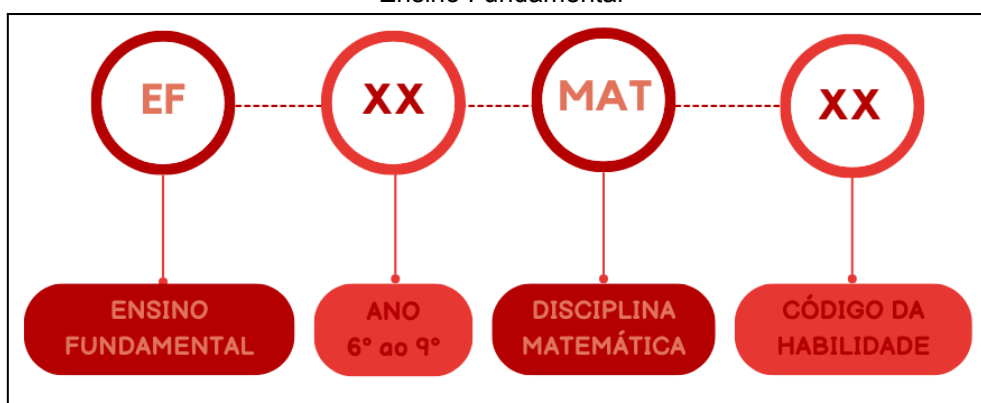 Ensino Fundamental
EF
XX
MAT
XX
ENSINO
FUNDAMENTAL
ANO
6° ao 9°
DISCIPLINA
MATEMÁTICA
CÓDIGO DA
HABILIDADE